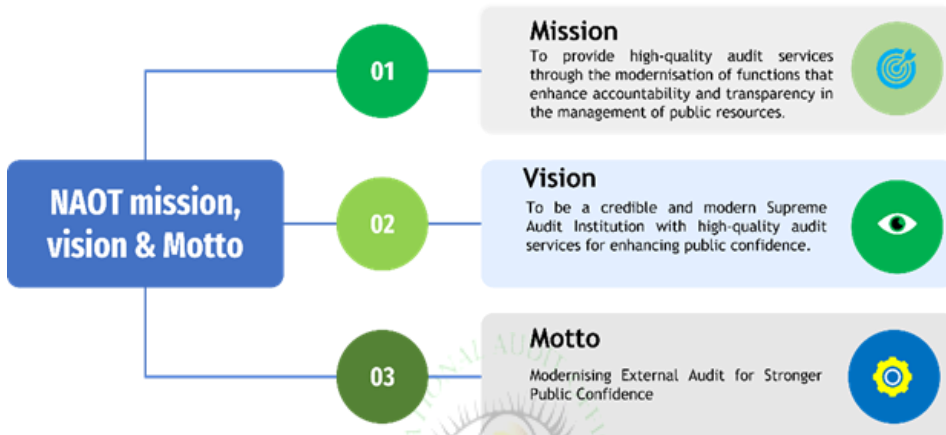 01
Mission
To provide high-quality audit services
through the modernisation of functions that
enhance accountability and transparency in
the management of public resources.
NAOT mission,
vision & Motto
02
Vision
To be a credible and modern Supreme
Audit Institution with high-quality audit
services for enhancing public confidence.
03
Motto
Modernising External Audit for Stronger
Public Confidence